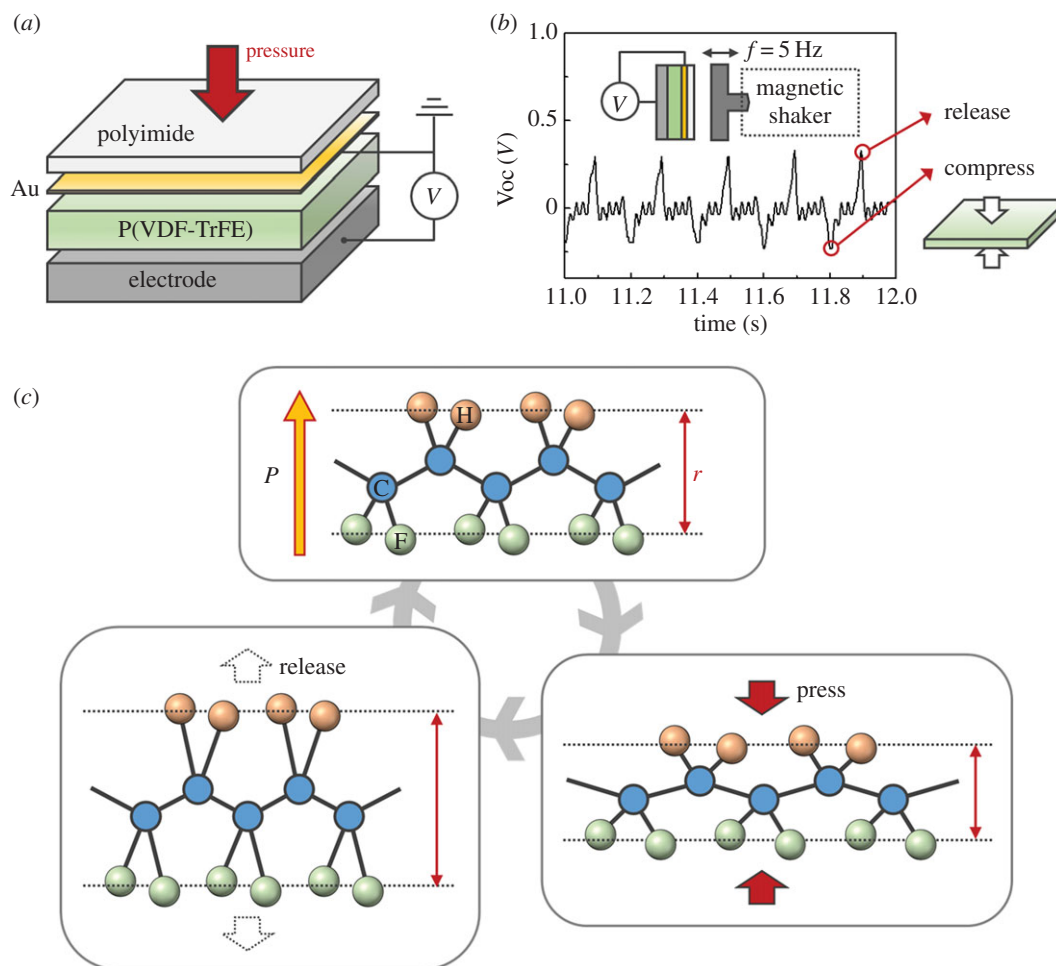 (a)
pressure
polyimide
Au
P(VDF-TrFE)
electrode
V
(b)
1.0
0.5
0
Voc (V)
V
f = 5 Hz
magnetic
shaker
release
compress
11.0 11.2 11.4 11.6 11.8 12.0
time (s)
(c)
P
H
C
F
r
release
press